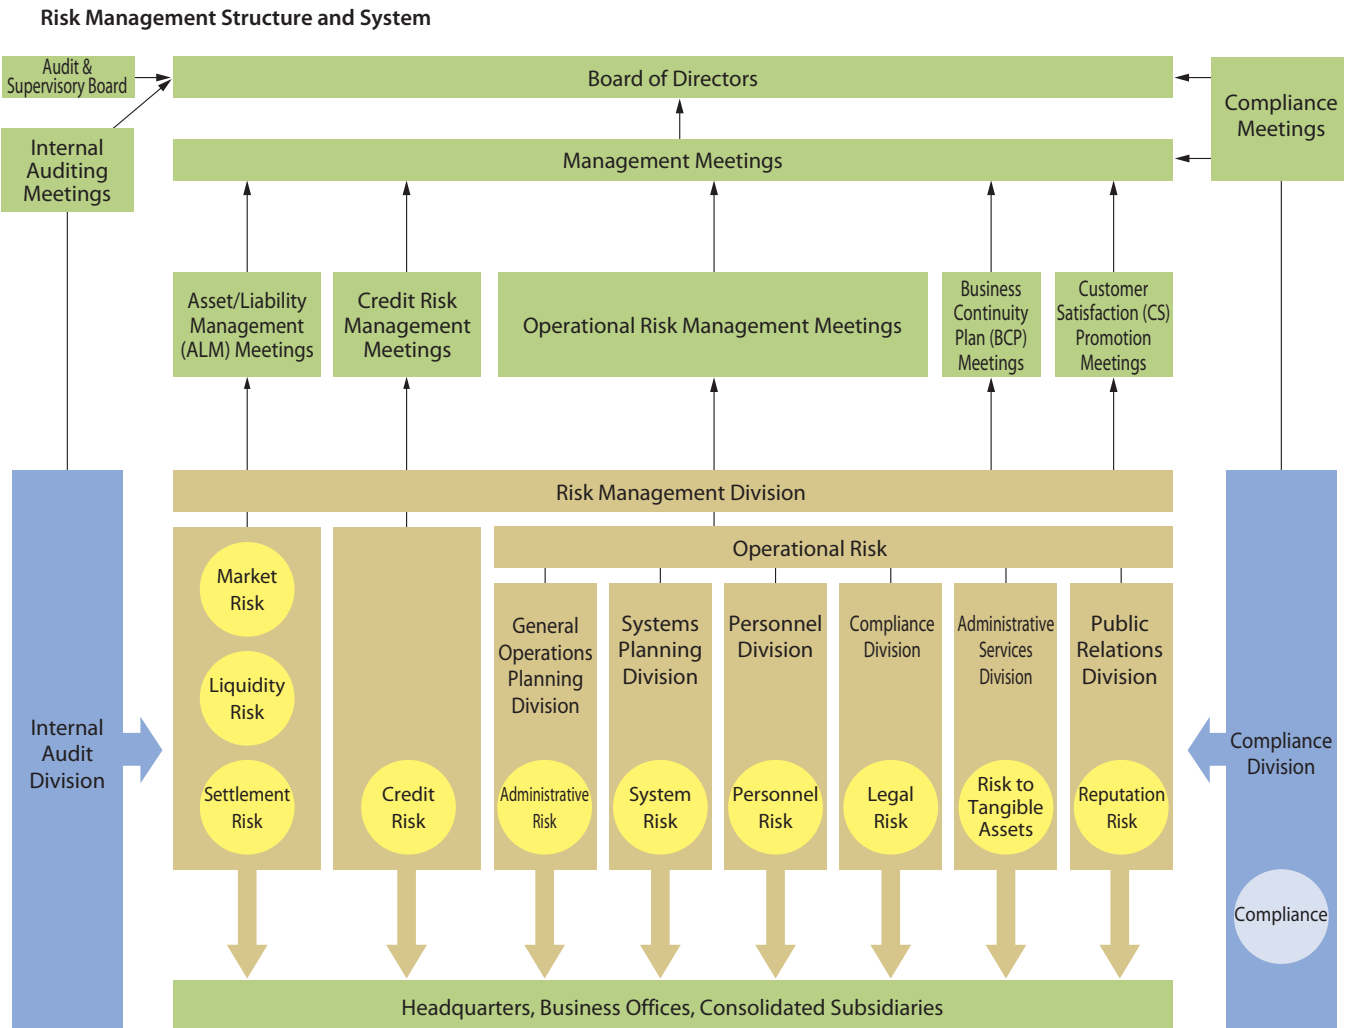 Risk Management Structure and System
Audit &
Supervisory Board
Board of Directors
Compliance
Meetings
Internal
Auditing
Meetings
Management Meetings
Asset/Liability
Management
(ALM) Meetings
Credit Risk
Management
Meetings
Operational Risk Management Meetings
Business
Continuity
Plan (BCP)
Meetings
Customer
Satisfaction (CS)
Promotion
Meetings
Risk Management Division
Operational Risk
Market
Risk
Liquidity
Risk
Settlement
Risk
Credit
Risk
General
Operations
Planning
Division
Administrative
Risk
Systems
Planning
Division
System
Risk
Personnel
Division
Personnel
Risk
Compliance
Division
Legal
Risk
Administrative
Services
Division
Risk to
Tangible
Assets
Public
Relations
Division
Reputation
Risk
Internal
Audit
Division
Compliance
Division
Compliance
Headquarters, Business Offices, Consolidated Subsidiaries